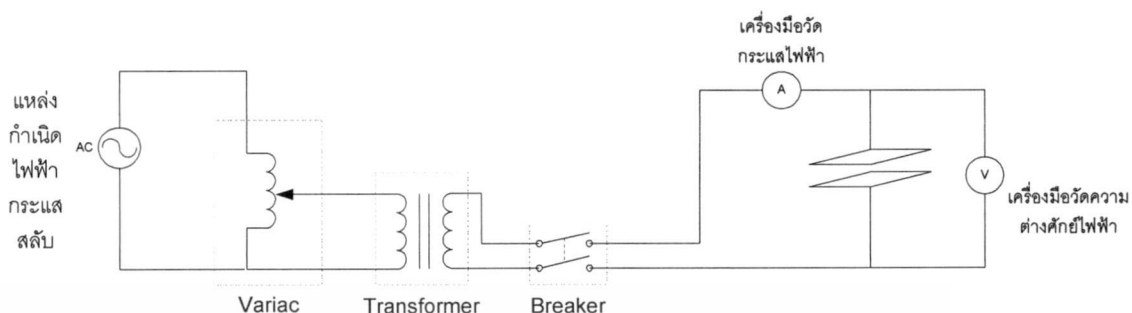 เครื่องมือวัด
กระแสไฟฟ้า
A
แหล่ง
กำเนิด
ไฟฟ้า
กระแส
สลับ
AC
V
เครื่องมือวัดความ
ต่างศักย์ไฟฟ้า
Variac
Transformer
Breaker